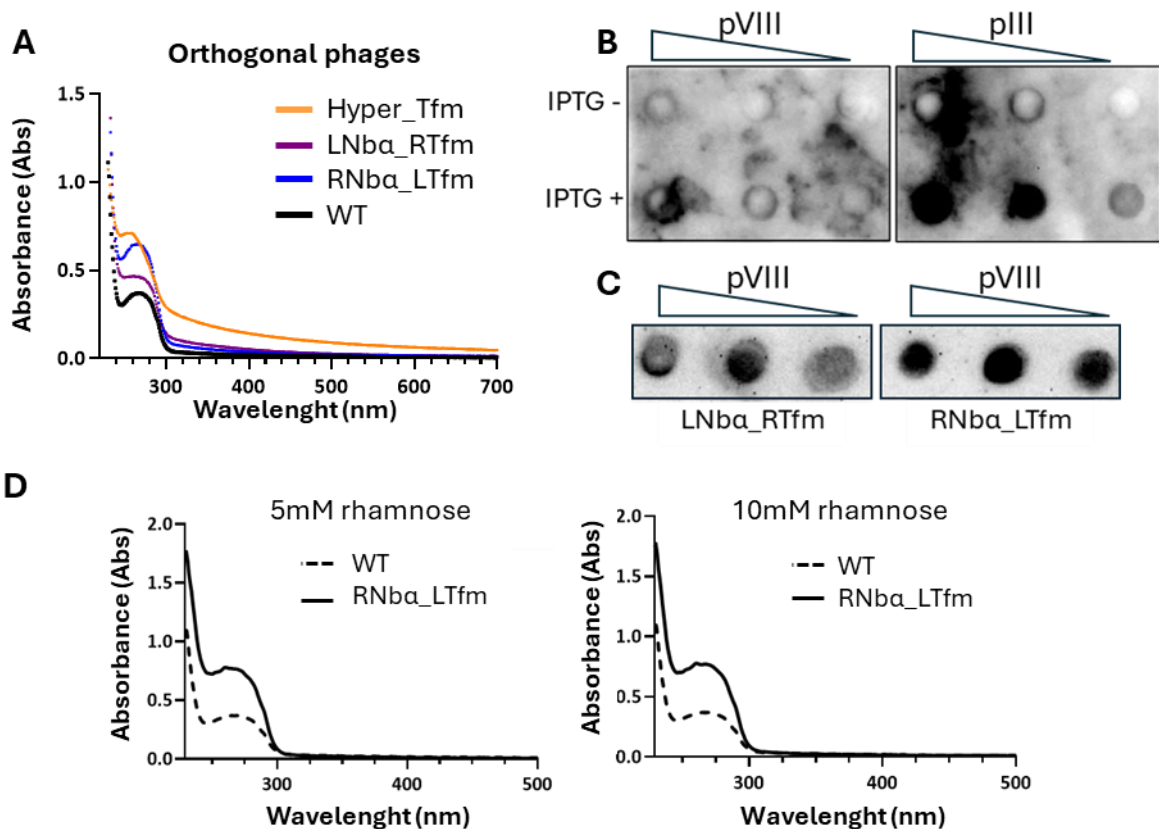 A
Orthogonal phages
Absorbance (Abs)
1.5
1.0
0.5
0.0
Hyper_Tfm
LNbα_RTfm
RNbα_LTfm
WT
300 400 500 600 700
Wavelenght (nm)
B
pVIII
pIII
IPTG -
IPTG +
C
pVIII
pVIII
LNbα_RTfm
RNbα_LTfm
D
5mM rhamnose
Absorbance (Abs)
2.0
1.5
1.0
0.5
0.0
WT
RNbα_LTfm
300 400 500
Wavelenght (nm)
10mM rhamnose
Absorbance (Abs)
2.0
1.5
1.0
0.5
0.0
WT
RNbα_LTfm
300 400 500
Wavelenght (nm)